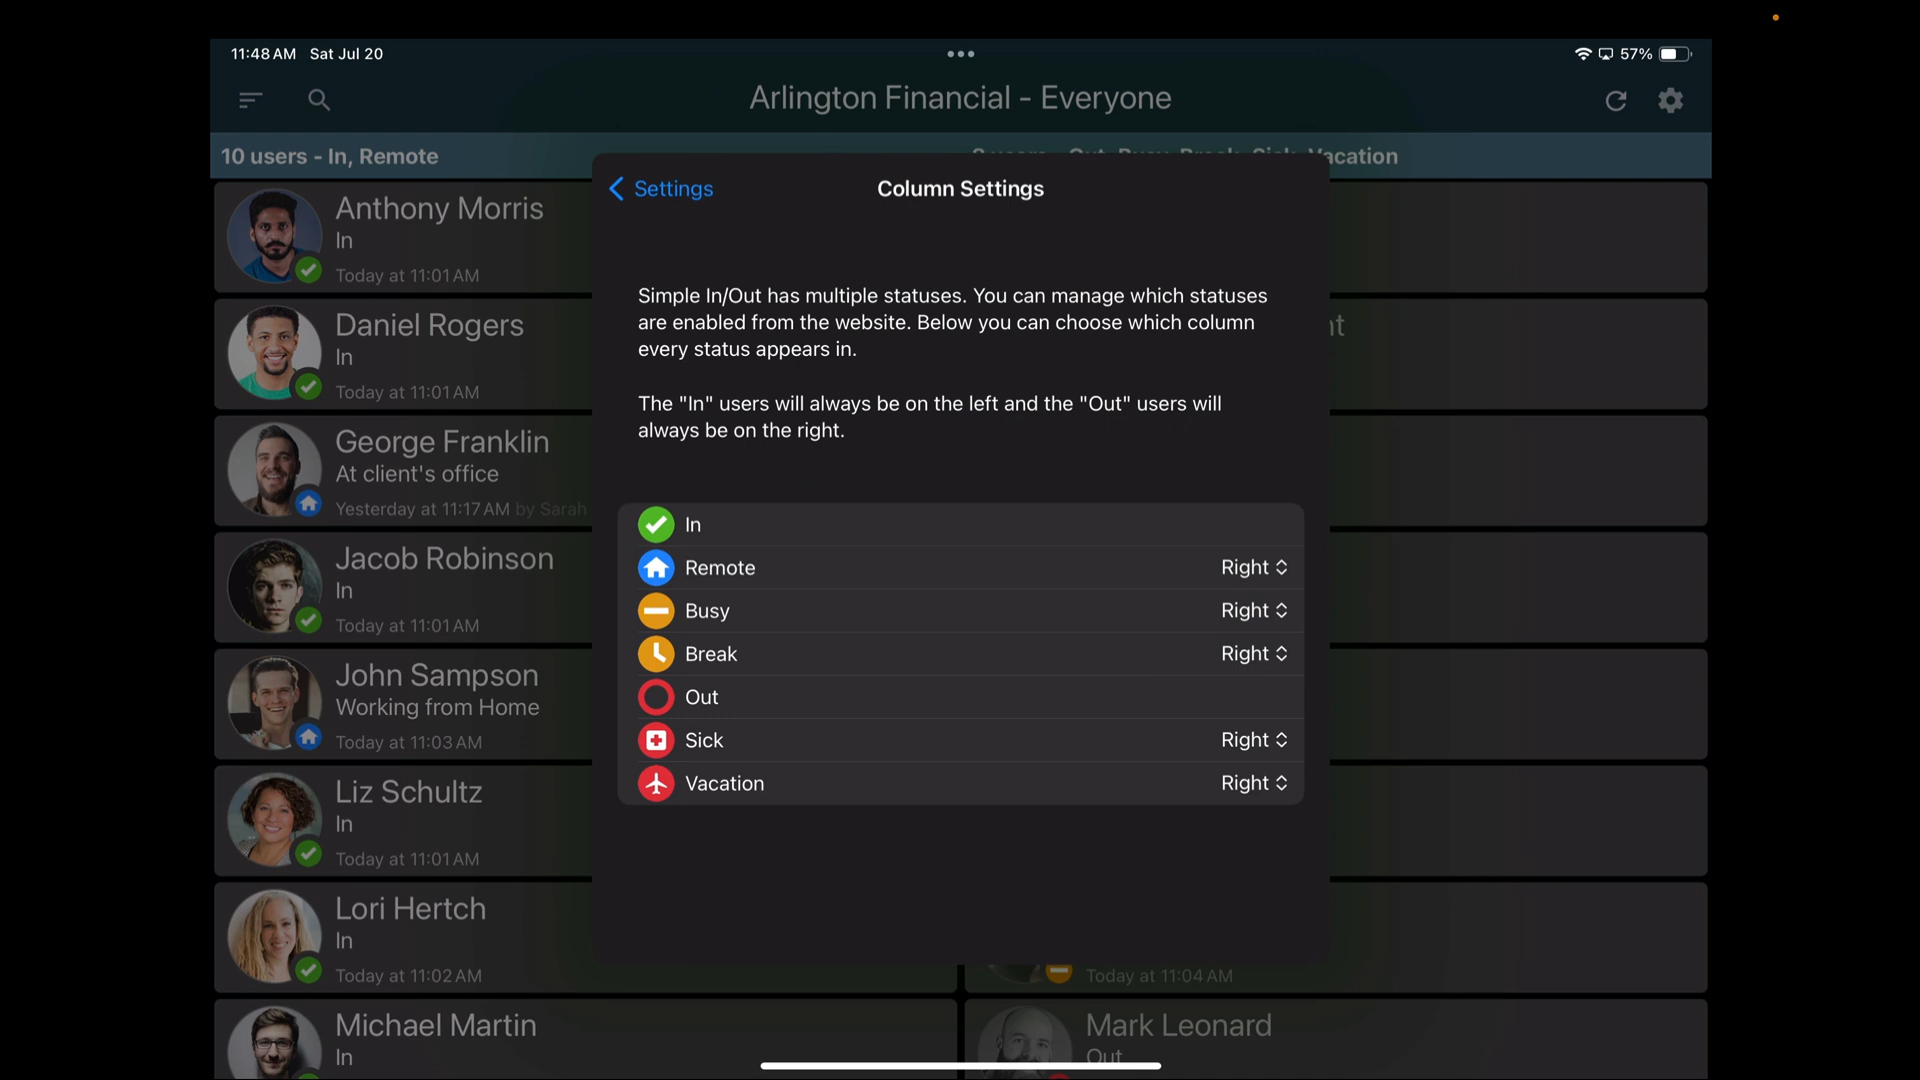 11:48 AM Sat Jul 20
57%
Arlington Financial - Everyone
10 users - In, Remote
Vacation
Settings
Column Settings
Simple In/Out has multiple statuses. You can manage which statuses
are enabled from the website. Below you can choose which column
every status appears in.
The "In" users will always be on the left and the "Out" users will
always be on the right.
In
Remote Right
Busy Right
Break Right
Out
Sick Right
Vacation Right
Anthony Morris
In
Today at 11:01 AM
Daniel Rogers
In
Today at 11:01 AM
George Franklin
At client's office
Yesterday at 11:17 AM by Sarah
Jacob Robinson
In
Today at 11:01 AM
John Sampson
Working from Home
Today at 11:03 AM
Liz Schultz
In
Today at 11:01 AM
Lori Hertch
In
Today at 11:02 AM
Michael Martin
In
Today at 11:04 AM
Mark Leonard
Out